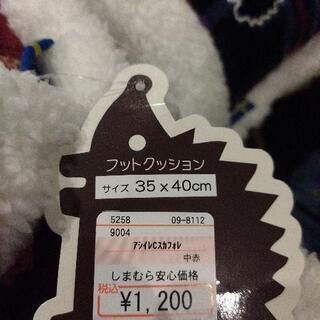 フットクッション
サイズ 35×40cm
5258 09-8112
9004
ｱｼｲﾚCｽｶﾌｫﾚ
中赤
しまむら安心価格
税込 ¥1,200